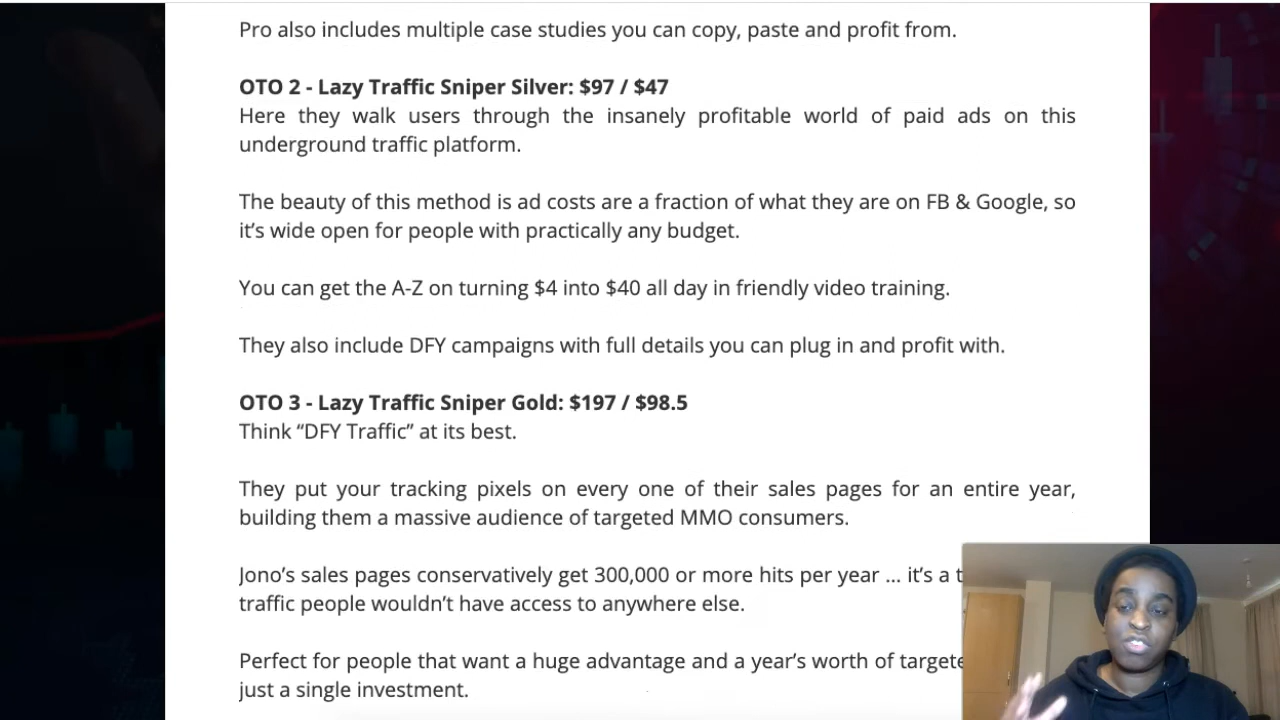 Pro also includes multiple case studies you can copy, paste and profit from.
OTO 2 - Lazy Traffic Sniper Silver: $97 / $47
Here they walk users through the insanely profitable world of paid ads on this
underground traffic platform.
The beauty of this method is ad costs are a fraction of what they are on FB & Google, so
it’s wide open for people with practically any budget.
You can get the A-Z on turning $4 into $40 all day in friendly video training.
They also include DFY campaigns with full details you can plug in and profit with.
OTO 3 - Lazy Traffic Sniper Gold: $197 / $98.5
Think “DFY Traffic” at its best.
They put your tracking pixels on every one of their sales pages for an entire year,
building them a massive audience of targeted MMO consumers.
Jono’s sales pages conservatively get 300,000 or more hits per year ... it’s a
traffic people wouldn’t have access to anywhere else.
Perfect for people that want a huge advantage and a year’s worth of
just a single investment.